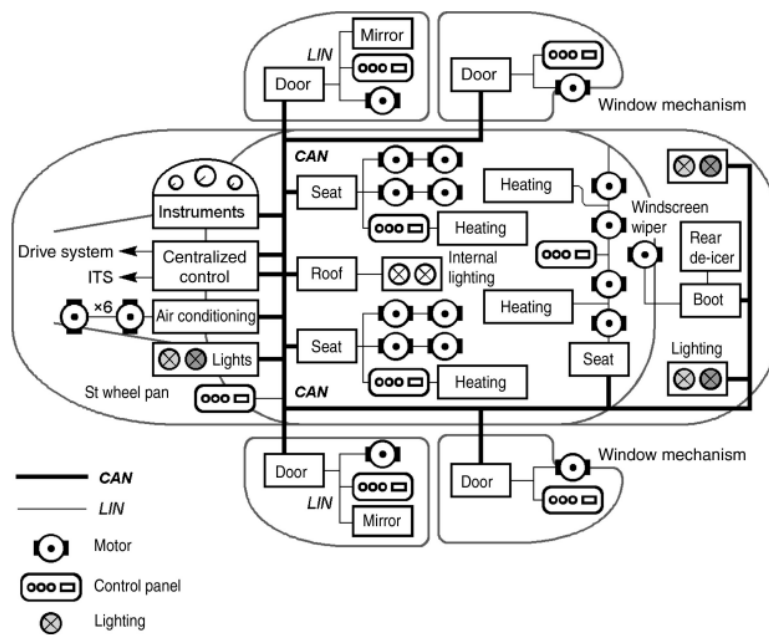 Mirror
LIN
Door
Door
Window mechanism
CAN
Seat
Heating
Heating
Instruments
Windscreen
wiper
Rear
de-icer
Drive system
Centralized
control
ITS
Roof
Internal
lighting
×6
Air conditioning
Heating
Boot
Lights
Seat
Seat
Lighting
St wheel pan
CAN
Heating
Door
LIN
Mirror
Door
Window mechanism
CAN
LIN
Motor
Control panel
Lighting